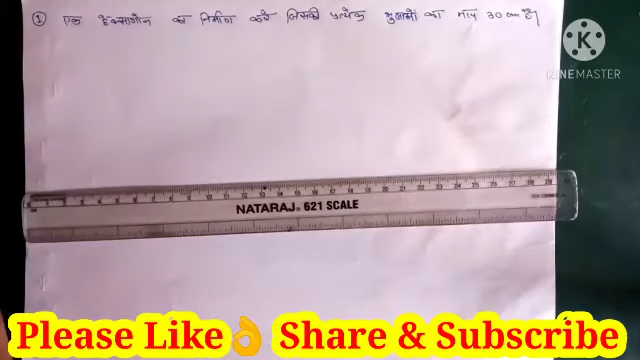 ① एक हेक्सागोन का निर्माण करे जिसकी प्रत्येक भुजाओं का माप 30 cm है।
KINEMASTER
NATARAJ. 621 SCALE
Please Like👌 Share & Subscribe